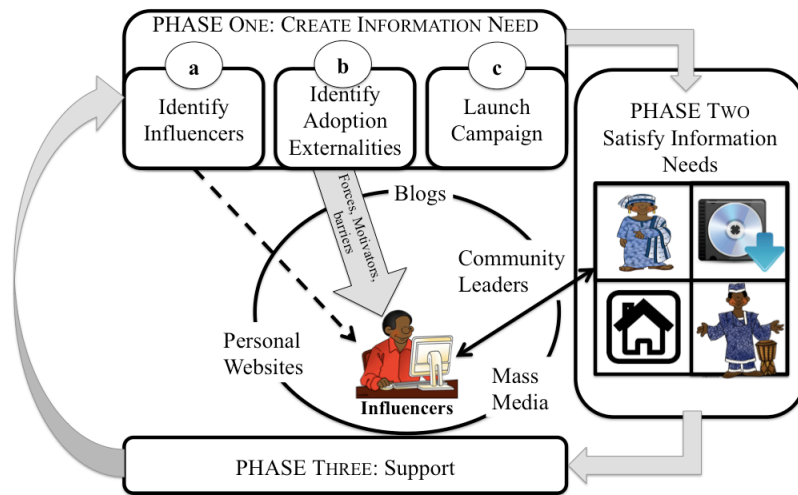 PHASE ONE: CREATE INFORMATION NEED
a
b
c
Identify
Influencers
Identify
Adoption
Externalities
Launch
Campaign
PHASE TWO
Satisfy Information
Needs
Forces, Motivators,
barriers
Blogs
Community
Leaders
Personal
Websites
Mass
Media
Influencers
PHASE THREE: Support